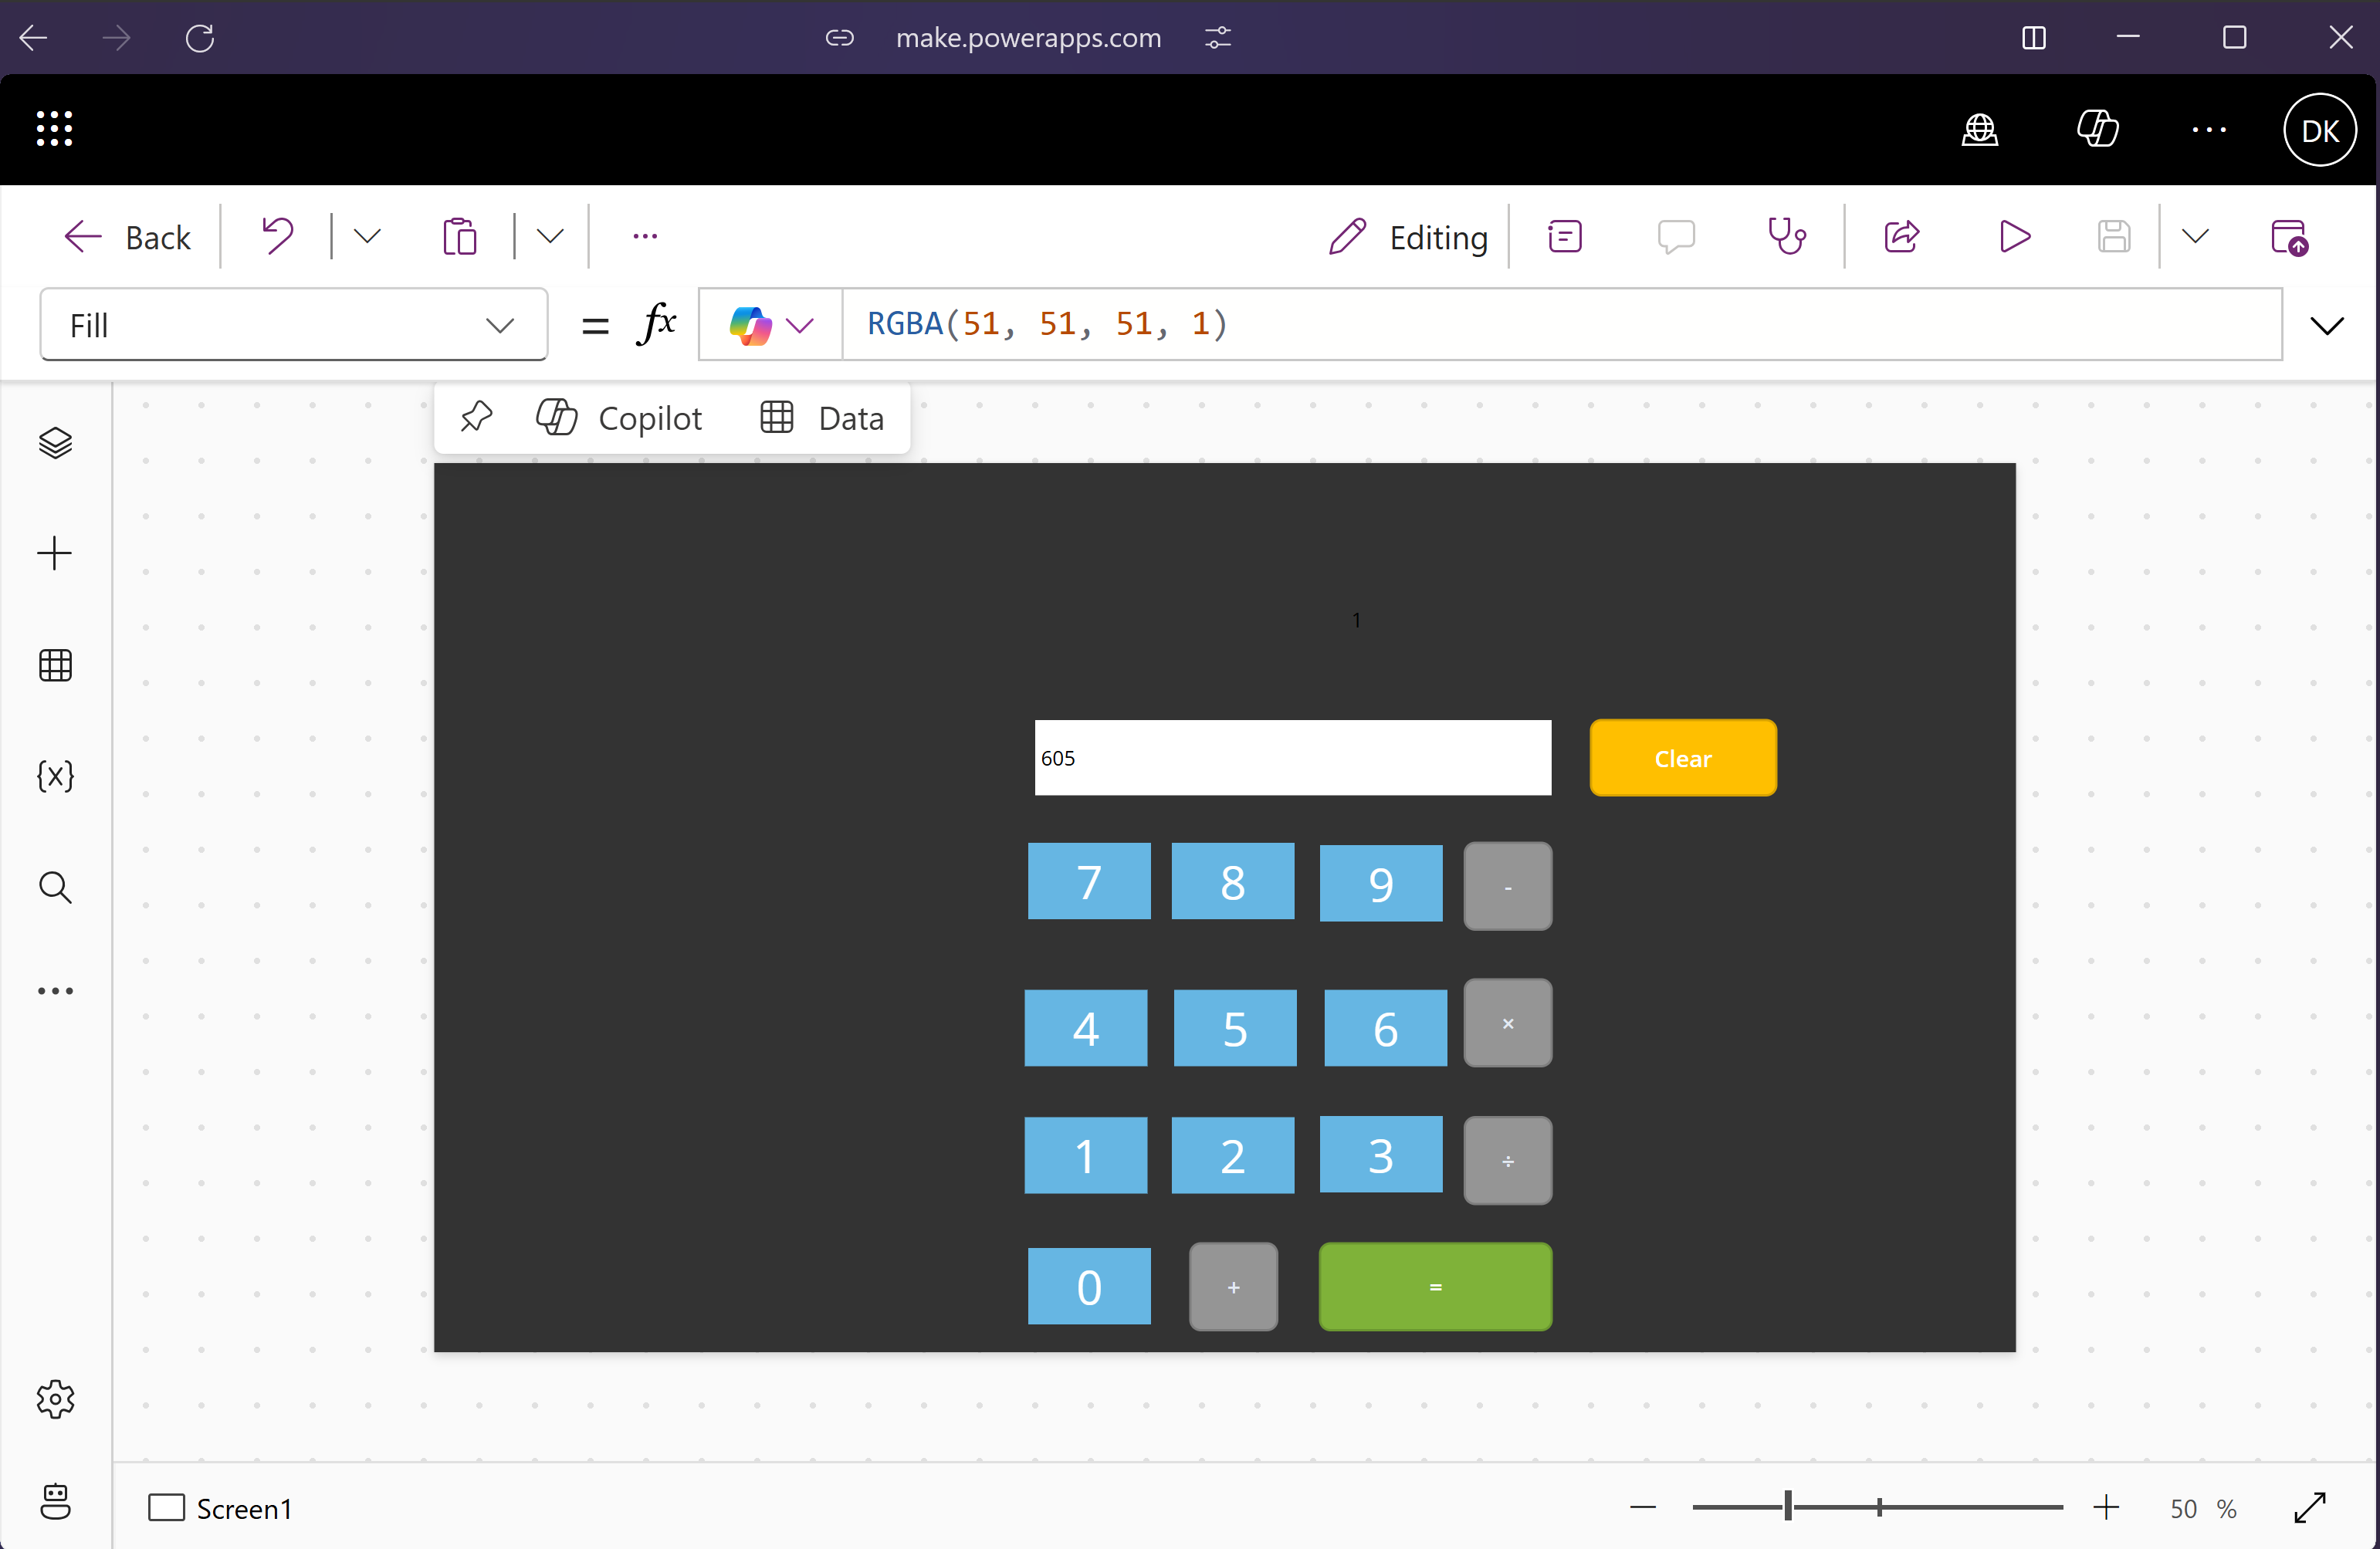 make.powerapps.com
DK
Back
Editing
Fill
= fx
RGBA(51, 51, 51, 1)
Copilot
Data
1
605
Clear
7 8 9 -
4 5 6 ×
1 2 3 ÷
0 + =
{x}
Screen1
50 %